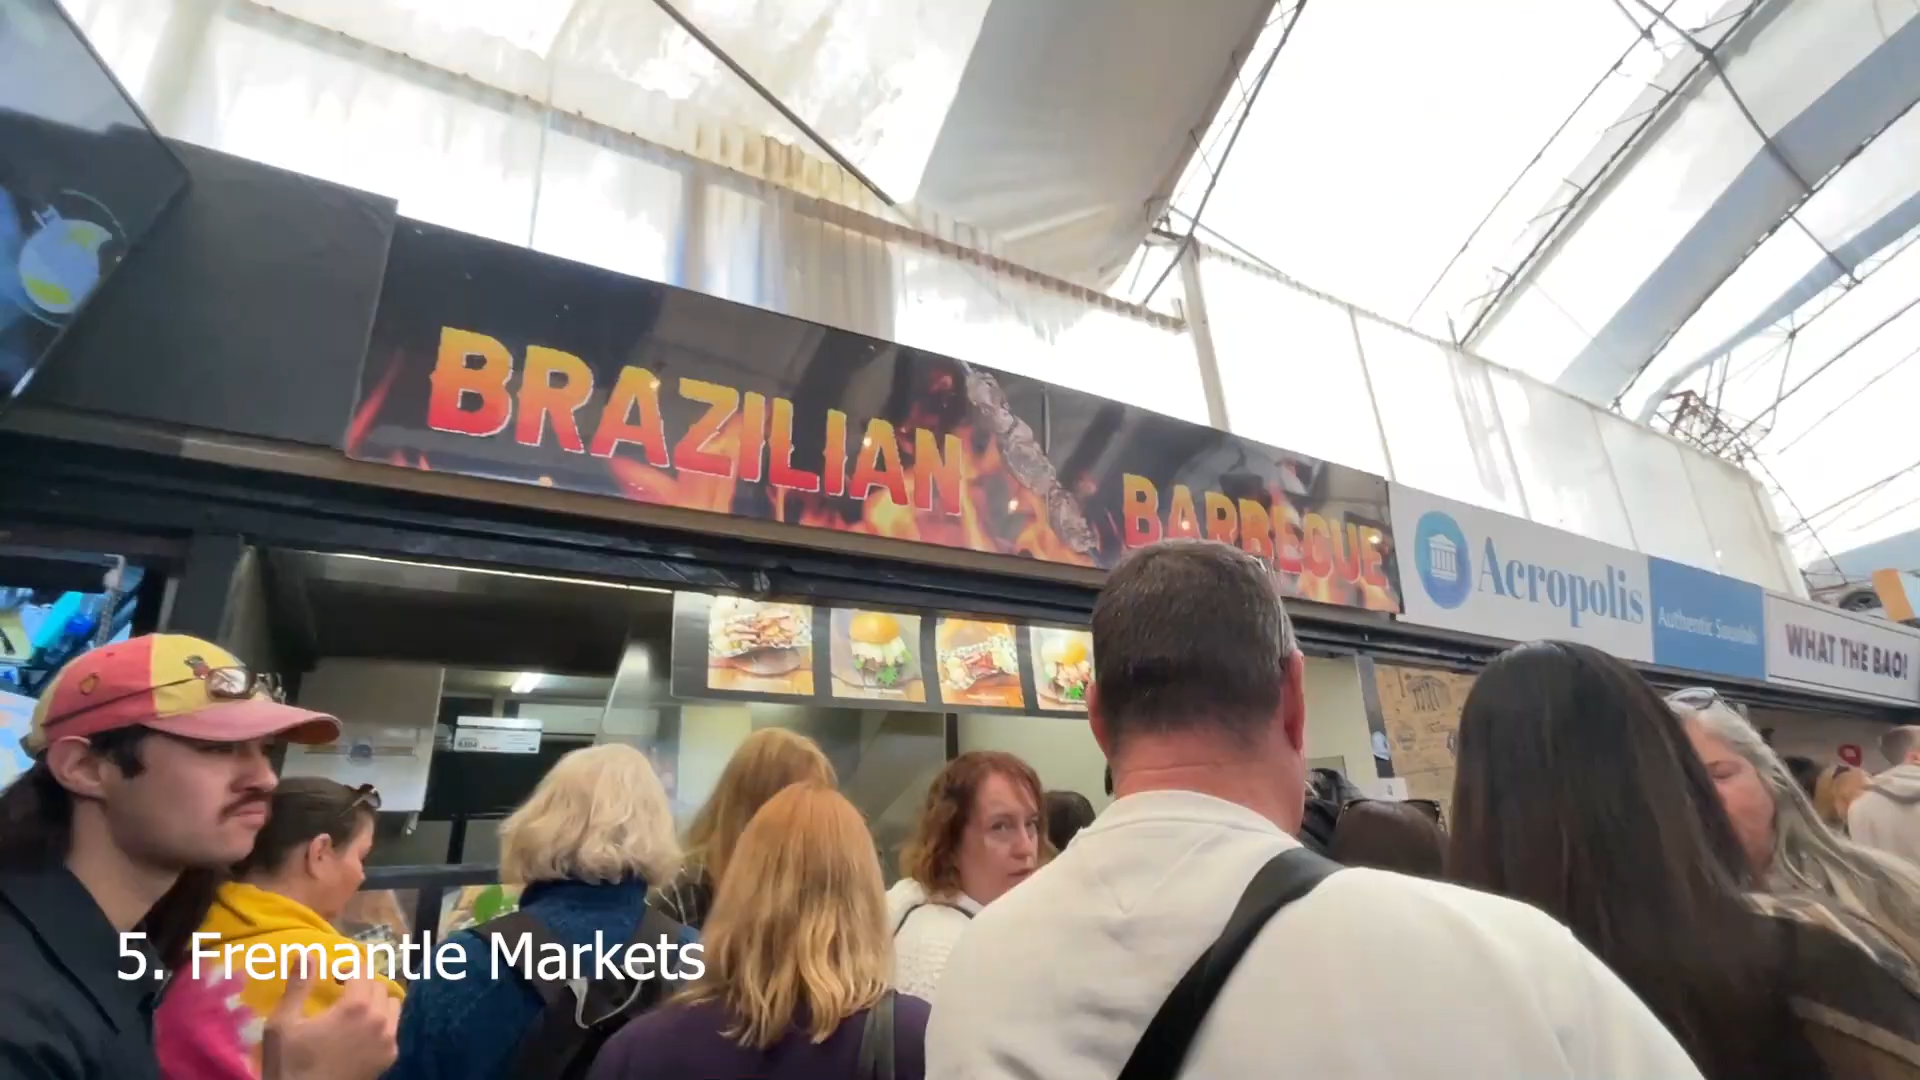 BRAZILIAN BARBECUE
Acropolis
Authentic Souvlaki
WHAT THE BAO!
5. Fremantle Markets